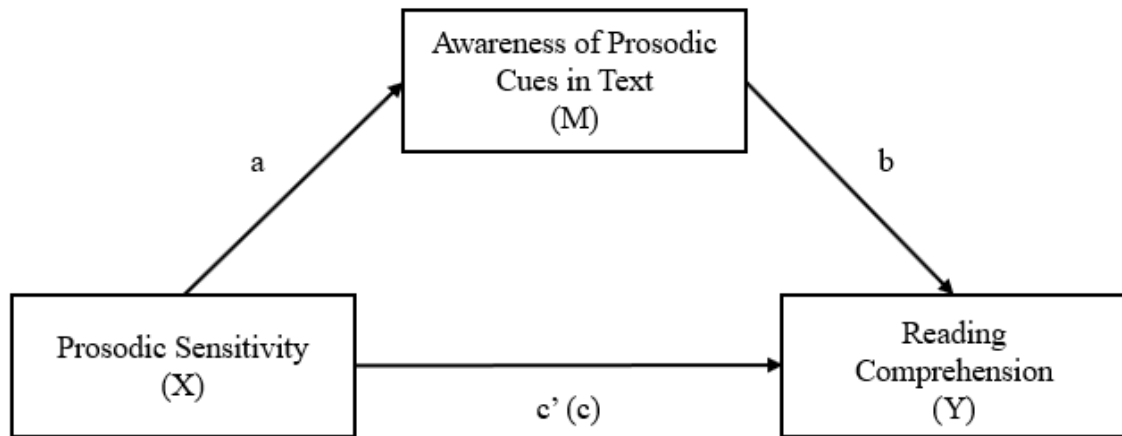 Awareness of Prosodic
Cues in Text
(M)
a
b
Prosodic Sensitivity
(X)
c’ (c)
Reading
Comprehension
(Y)